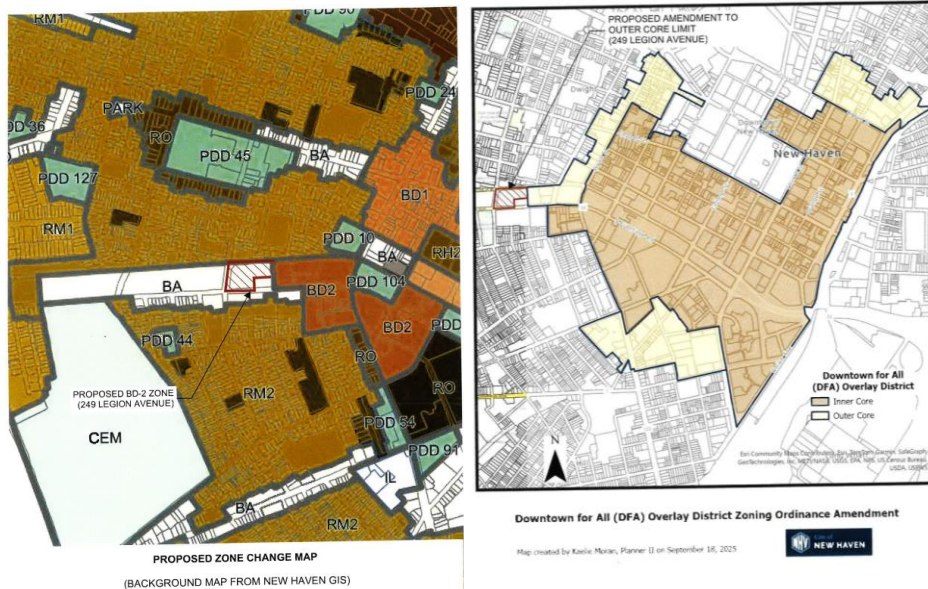 RM1
PDD 90
PDD 24
PARK
PDD 36
RO
PDD 45
BA
PDD 127
BD1
RM1
PDD 10
BA
RH2
BA
BD2
PDD 104
BD2
PDD 44
RO
PROPOSED BD-2 ZONE
(249 LEGION AVENUE)
RM2
RO
CEM
PDD 54
PDD 91
IL
BA
RM2
PROPOSED ZONE CHANGE MAP
(BACKGROUND MAP FROM NEW HAVEN GIS)
PROPOSED AMENDMENT TO
OUTER CORE LIMIT
(249 LEGION AVENUE)
Dwight
New Haven
Downtown for All
(DFA) Overlay District
Inner Core
Outer Core
N
Downtown for All (DFA) Overlay District Zoning Ordinance Amendment
Map created by Kaelie Moran, Planner II on September 18, 2025
City of
NEW HAVEN